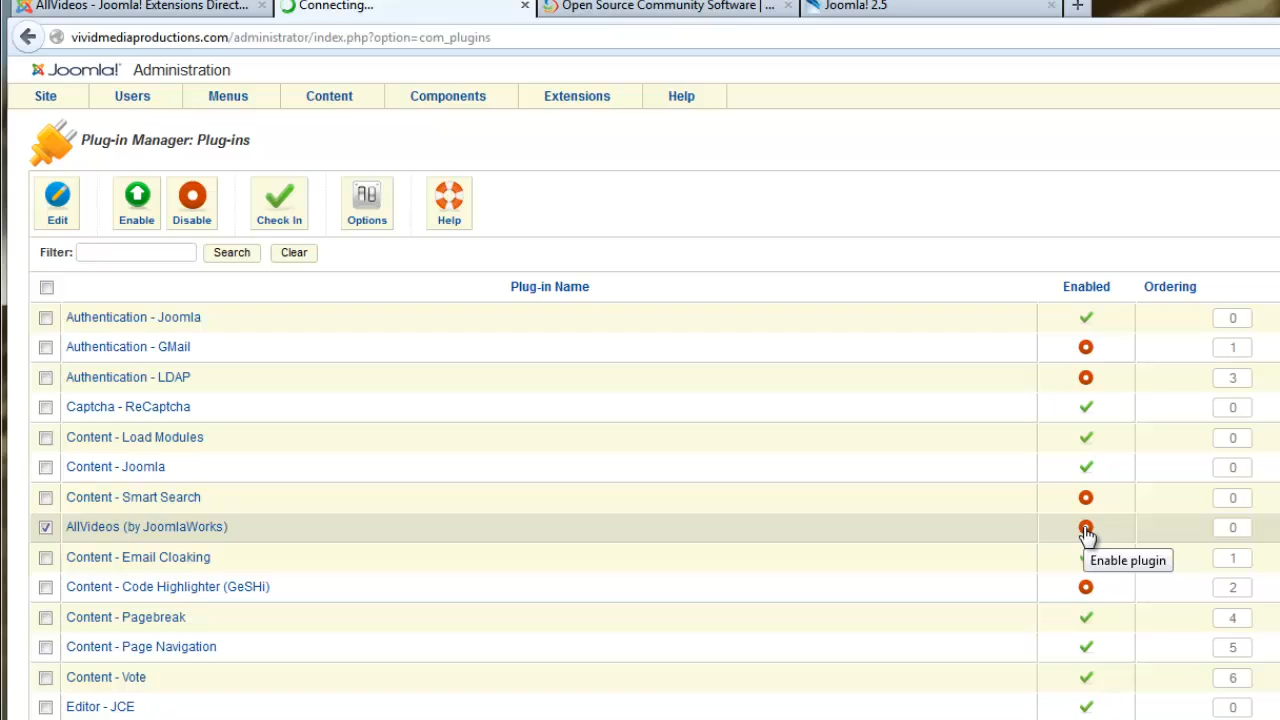 AllVideos - Joomla! Extensions Direct... × Connecting... × Open Source Community Software | ... × Joomla! 2.5 × +
vividmediaproductions.com/administrator/index.php?option=com_plugins
Joomla!® Administration
Site Users Menus Content Components Extensions Help
Plug-in Manager: Plug-ins
Edit Enable Disable Check In Options Help
Filter: Search Clear
Plug-in Name Enabled Ordering
Authentication - Joomla 0
Authentication - GMail 1
Authentication - LDAP 3
Captcha - ReCaptcha 0
Content - Load Modules 0
Content - Joomla 0
Content - Smart Search 0
AllVideos (by JoomlaWorks) 0
Content - Email Cloaking 1
Enable plugin
Content - Code Highlighter (GeSHi) 2
Content - Pagebreak 4
Content - Page Navigation 5
Content - Vote 6
Editor - JCE 0